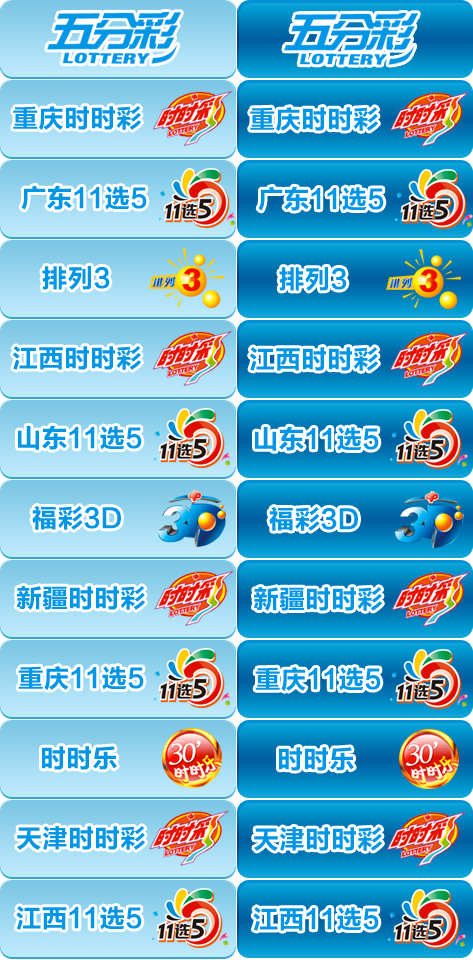 五分彩 五分彩
LOTTERY LOTTERY
重庆时时彩 时时彩 LOTTERY 重庆时时彩 时时彩 LOTTERY
广东11选5 11选5 广东11选5 11选5
排列3 排列3 排列3 排列3
江西时时彩 时时彩 LOTTERY 江西时时彩 时时彩 LOTTERY
山东11选5 11选5 山东11选5 11选5
福彩3D 3D 福彩3D 3D
新疆时时彩 时时彩 LOTTERY 新疆时时彩 时时彩 LOTTERY
重庆11选5 11选5 重庆11选5 11选5
时时乐 30' 时时乐 时时乐 30' 时时乐
天津时时彩 时时彩 LOTTERY 天津时时彩 时时彩 LOTTERY
江西11选5 11选5 江西11选5 11选5